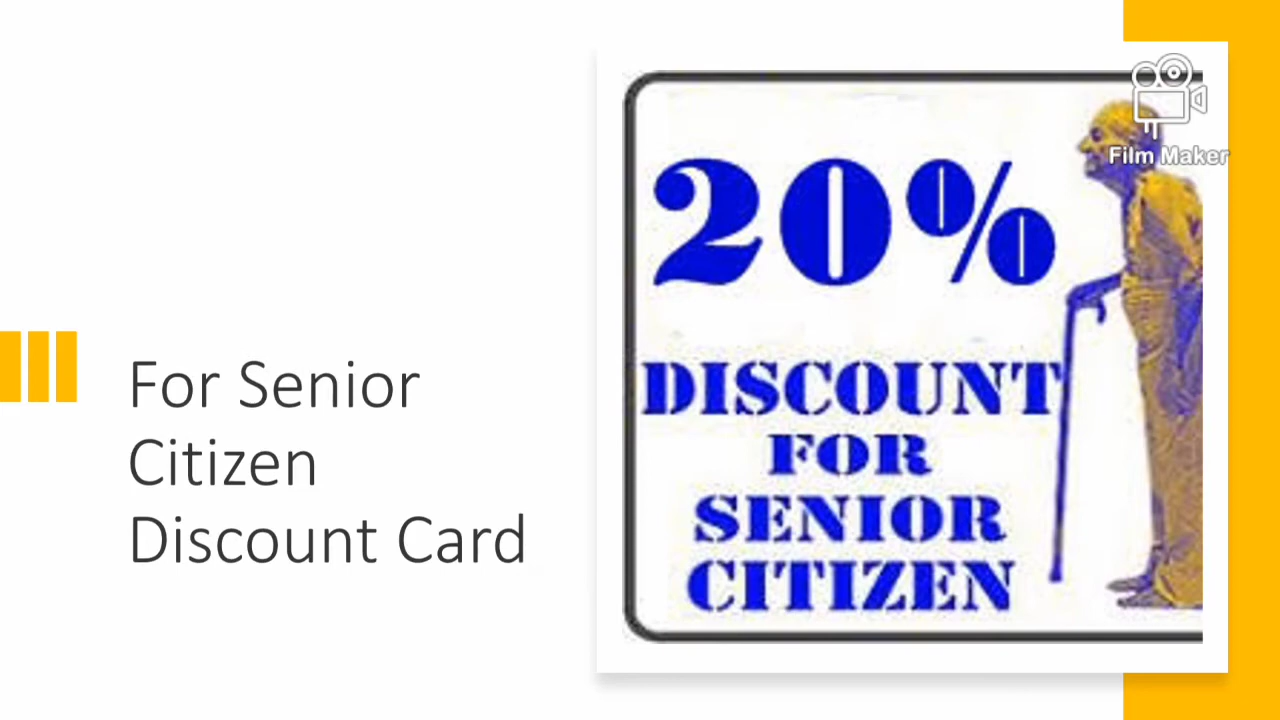 For Senior
Citizen
Discount Card
20%
DISCOUNT
FOR
SENIOR
CITIZEN
Film Maker